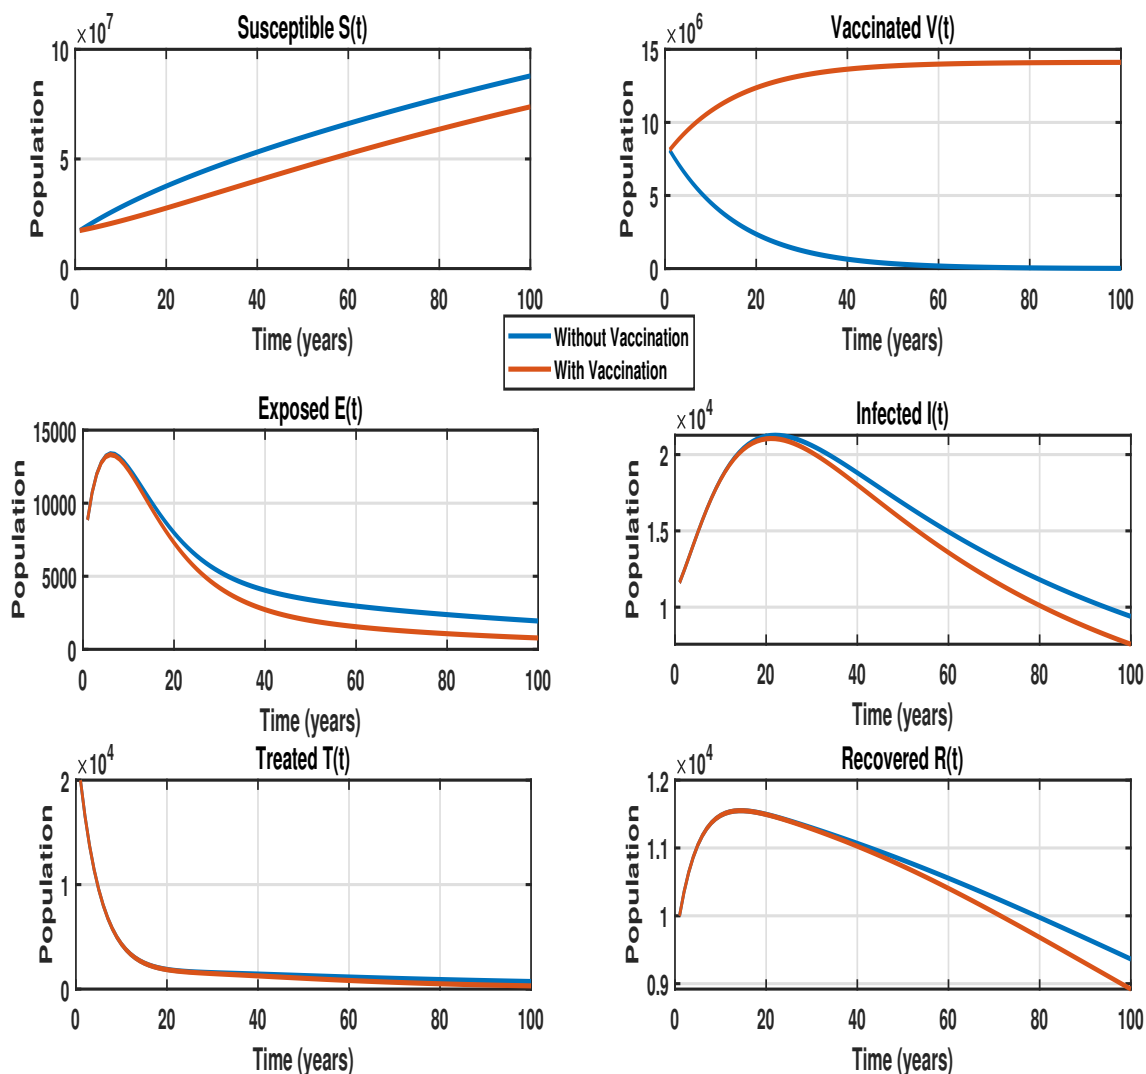 Susceptible S(t)
×10^7
10
5
0
Population
0 20 40 60 80 100
Time (years)
Vaccinated V(t)
×10^6
15
10
5
0
Population
0 20 40 60 80 100
Time (years)
Without Vaccination
With Vaccination
Exposed E(t)
15000
10000
5000
0
Population
0 20 40 60 80 100
Time (years)
Infected I(t)
×10^4
2
1.5
1
Population
0 20 40 60 80 100
Time (years)
Treated T(t)
×10^4
2
1
0
Population
0 20 40 60 80 100
Time (years)
Recovered R(t)
×10^4
1.2
1.1
1
0.9
Population
0 20 40 60 80 100
Time (years)